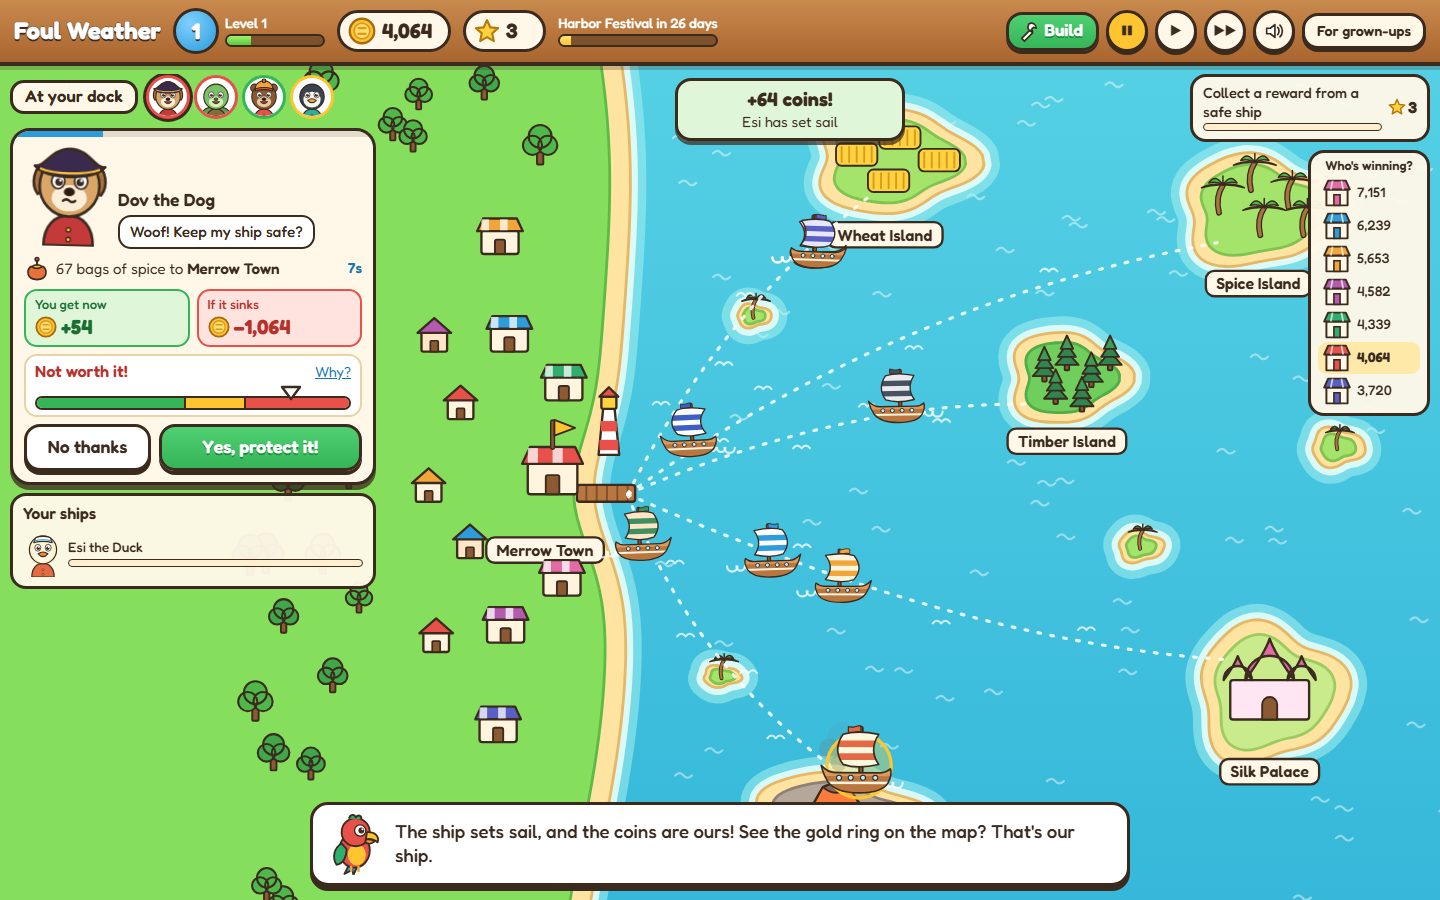 Foul Weather
1
Level 1
4,064
3
Harbor Festival in 26 days
Build
For grown-ups
At your dock
+64 coins!
Esi has set sail
Collect a reward from a
safe ship
3
Dov the Dog
Woof! Keep my ship safe?
67 bags of spice to Merrow Town
7s
You get now
+54
If it sinks
−1,064
Not worth it!
Why?
No thanks
Yes, protect it!
Your ships
Esi the Duck
Who's winning?
7,151
6,239
5,653
4,582
4,339
4,064
3,720
Wheat Island
Spice Island
Timber Island
Merrow Town
Silk Palace
The ship sets sail, and the coins are ours! See the gold ring on the map? That's our
ship.